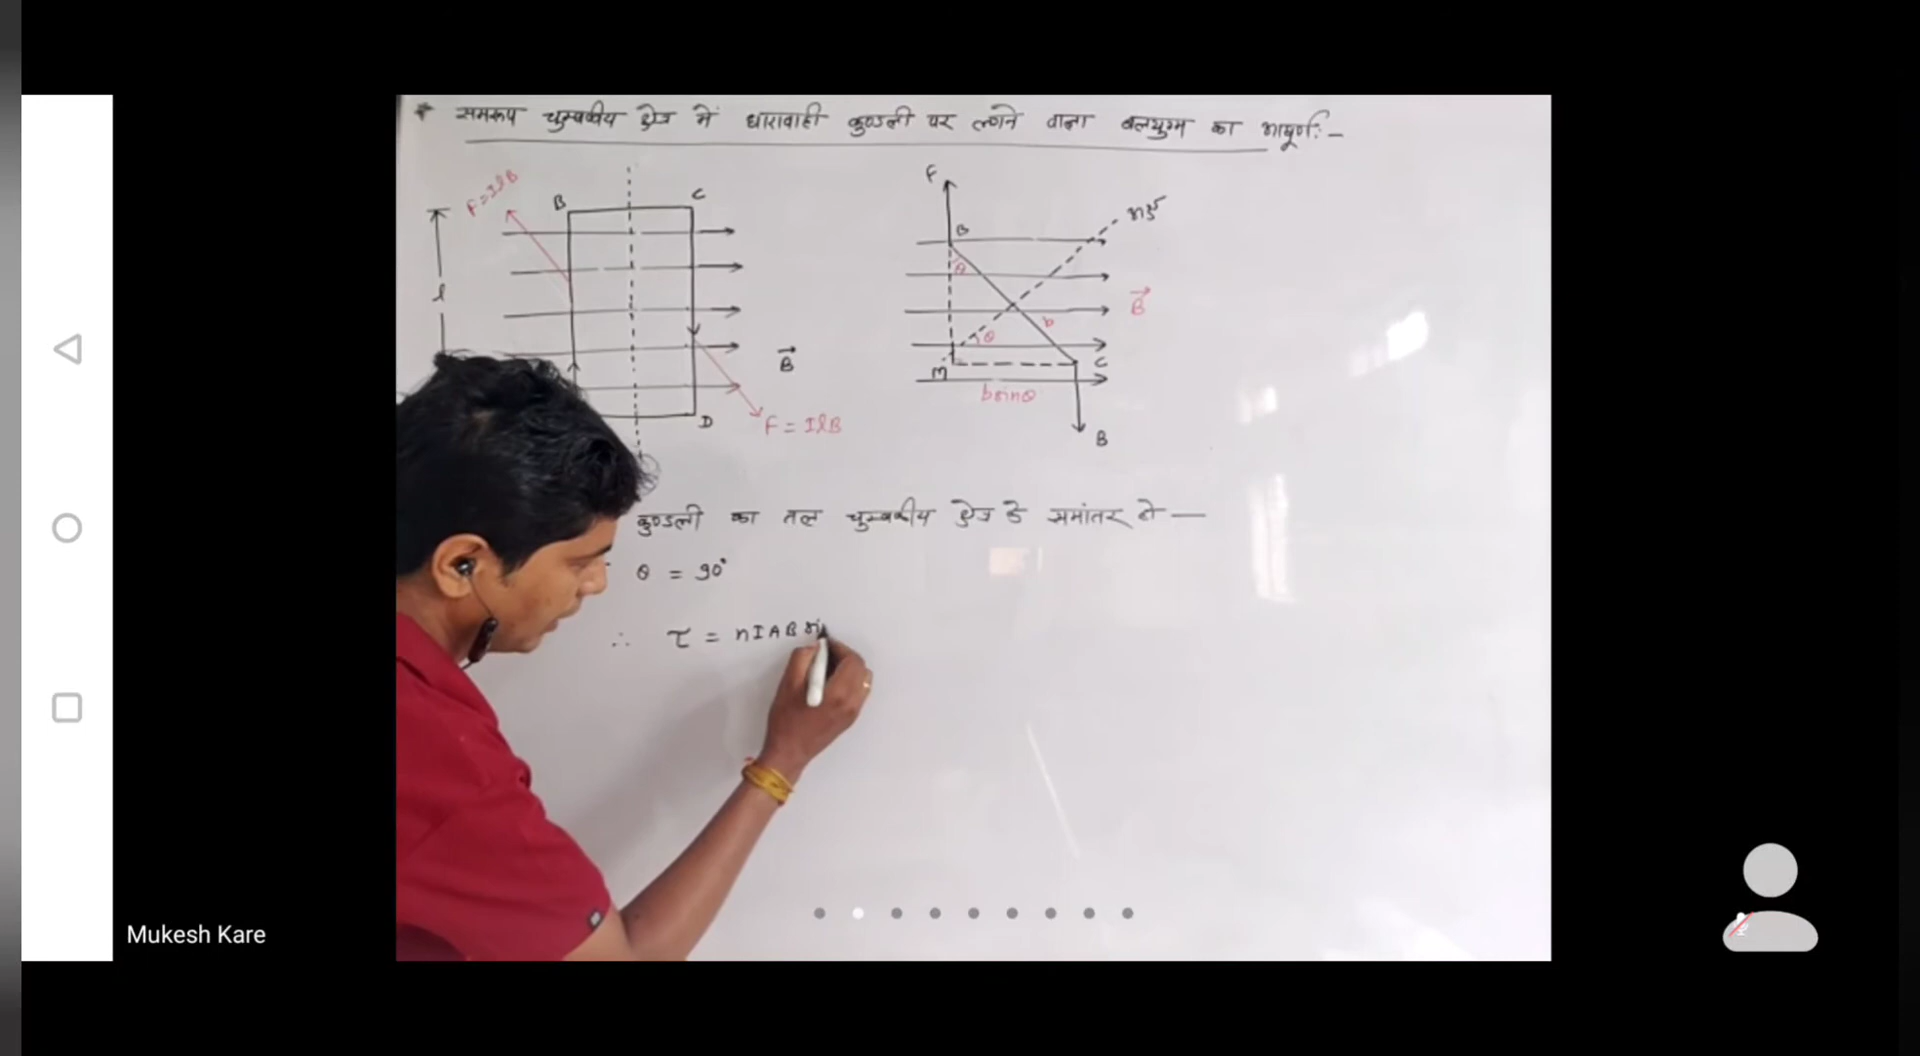 * समरूप चुम्बकीय क्षेत्र में धारावाही कुण्डली पर लगने वाला बलयुग्म का आघूर्ण :-
F = IlB
B
C
l
B⃗
D
F = IlB
F
B
θ
अक्ष
B⃗
b
θ
M
C
b sinθ
B
कुण्डली का तल चुम्बकीय क्षेत्र के समांतर हो —
θ = 90°
∴ τ = nIAB
Mukesh Kare